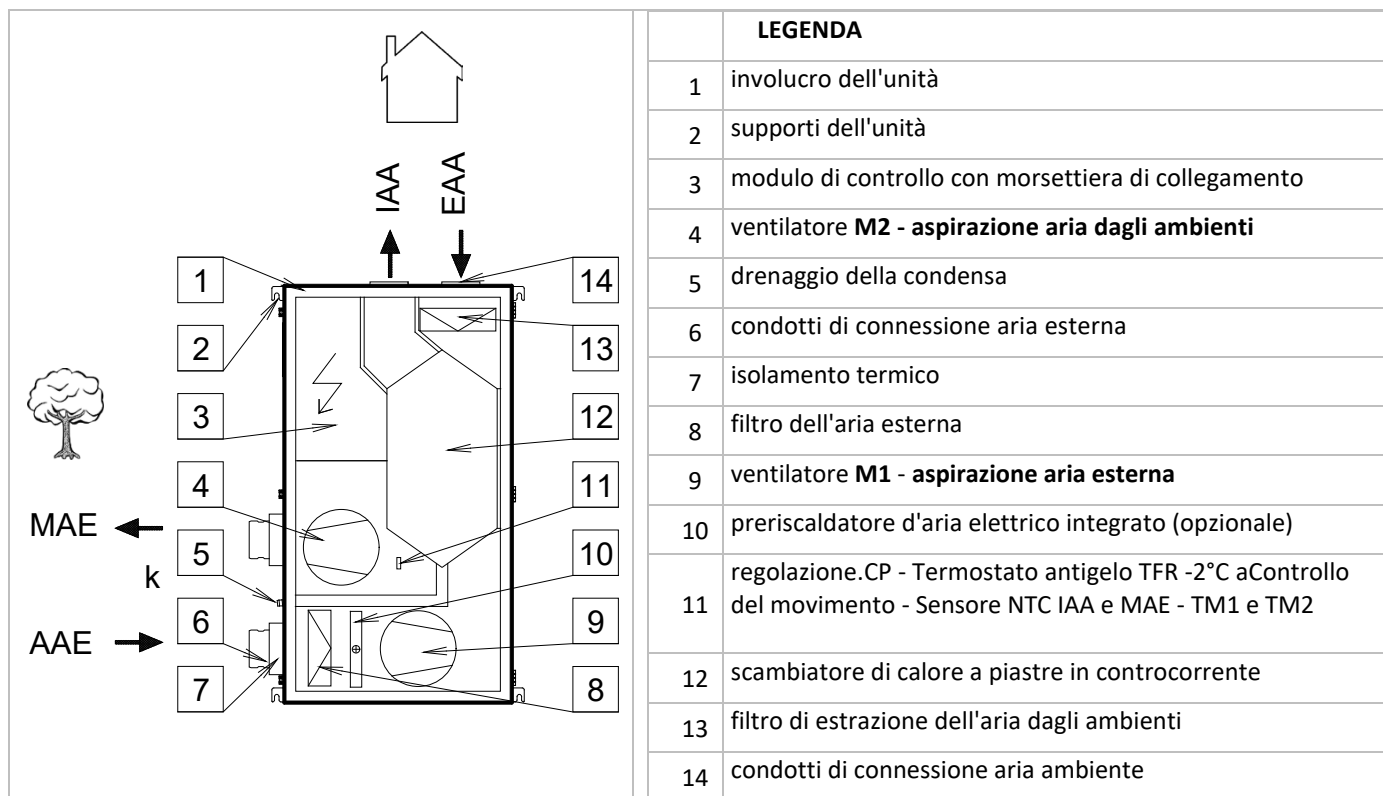 IAA
EAA
1
2
3
4
MAE
5
k
6
AAE
7
14
13
12
11
10
9
8
LEGENDA
1 involucro dell'unità
2 supporti dell'unità
3 modulo di controllo con morsettiera di collegamento
4 ventilatore M2 - aspirazione aria dagli ambienti
5 drenaggio della condensa
6 condotti di connessione aria esterna
7 isolamento termico
8 filtro dell'aria esterna
9 ventilatore M1 - aspirazione aria esterna
10 preriscaldatore d'aria elettrico integrato (opzionale)
11 regolazione.CP - Termostato antigelo TFR -2°C aControllo
del movimento - Sensore NTC IAA e MAE - TM1 e TM2
12 scambiatore di calore a piastre in controcorrente
13 filtro di estrazione dell'aria dagli ambienti
14 condotti di connessione aria ambiente